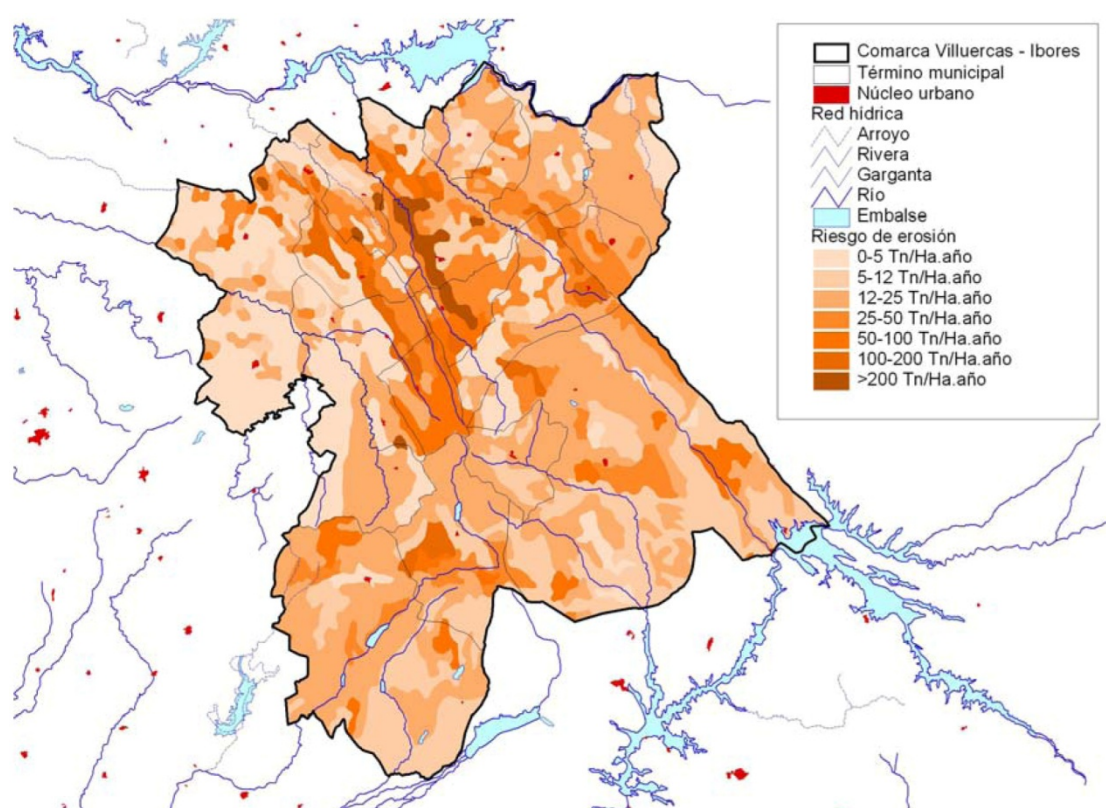 Comarca Villuercas - Ibores
Término municipal
Núcleo urbano
Red hídrica
Arroyo
Rivera
Garganta
Río
Embalse
Riesgo de erosión
0-5 Tn/Ha.año
5-12 Tn/Ha.año
12-25 Tn/Ha.año
25-50 Tn/Ha.año
50-100 Tn/Ha.año
100-200 Tn/Ha.año
>200 Tn/Ha.año